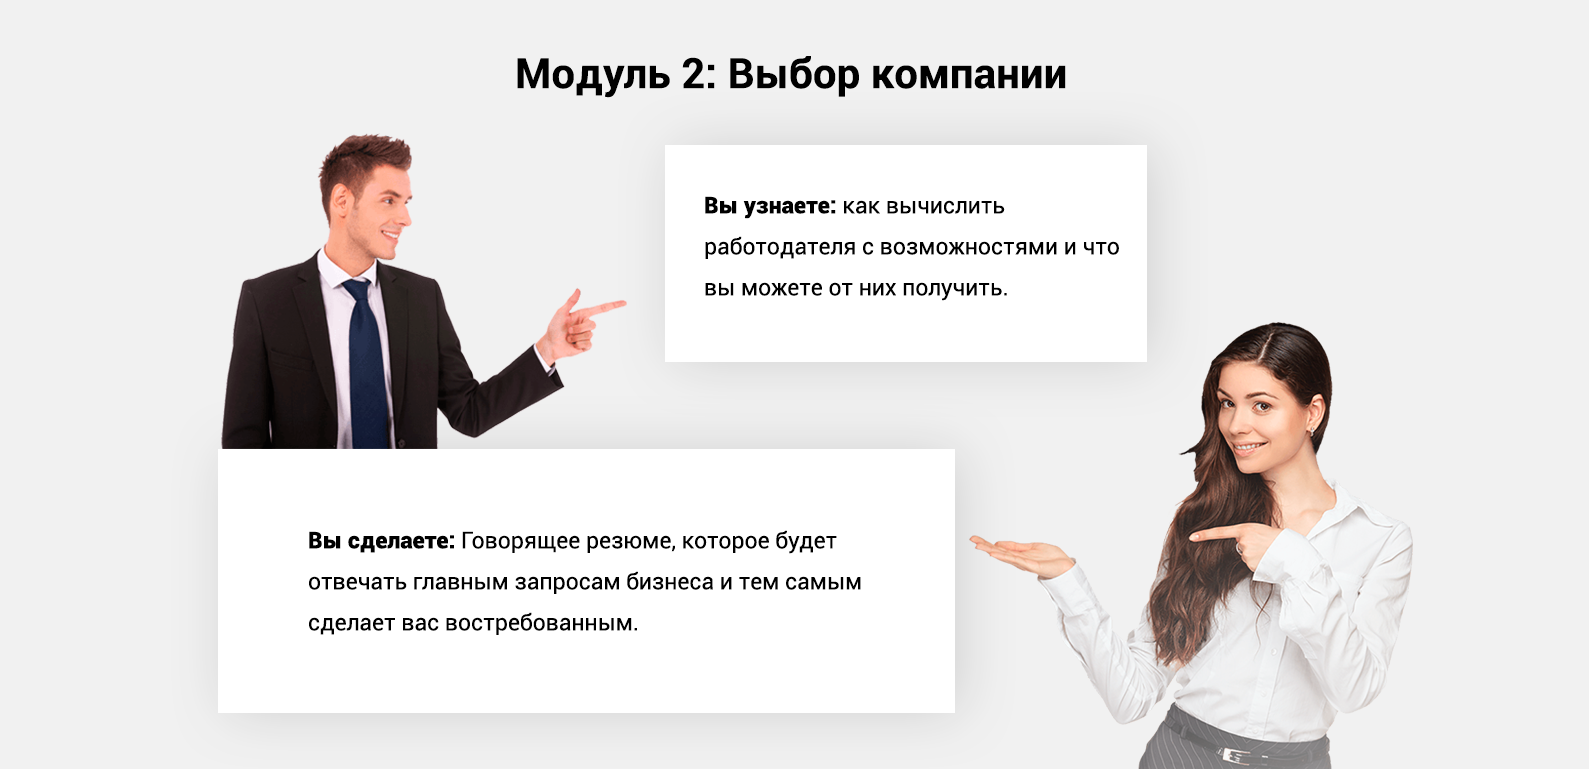 Модуль 2: Выбор компании
Вы узнаете: как вычислить
работодателя с возможностями и что
вы можете от них получить.
Вы сделаете: Говорящее резюме, которое будет
отвечать главным запросам бизнеса и тем самым
сделает вас востребованным.